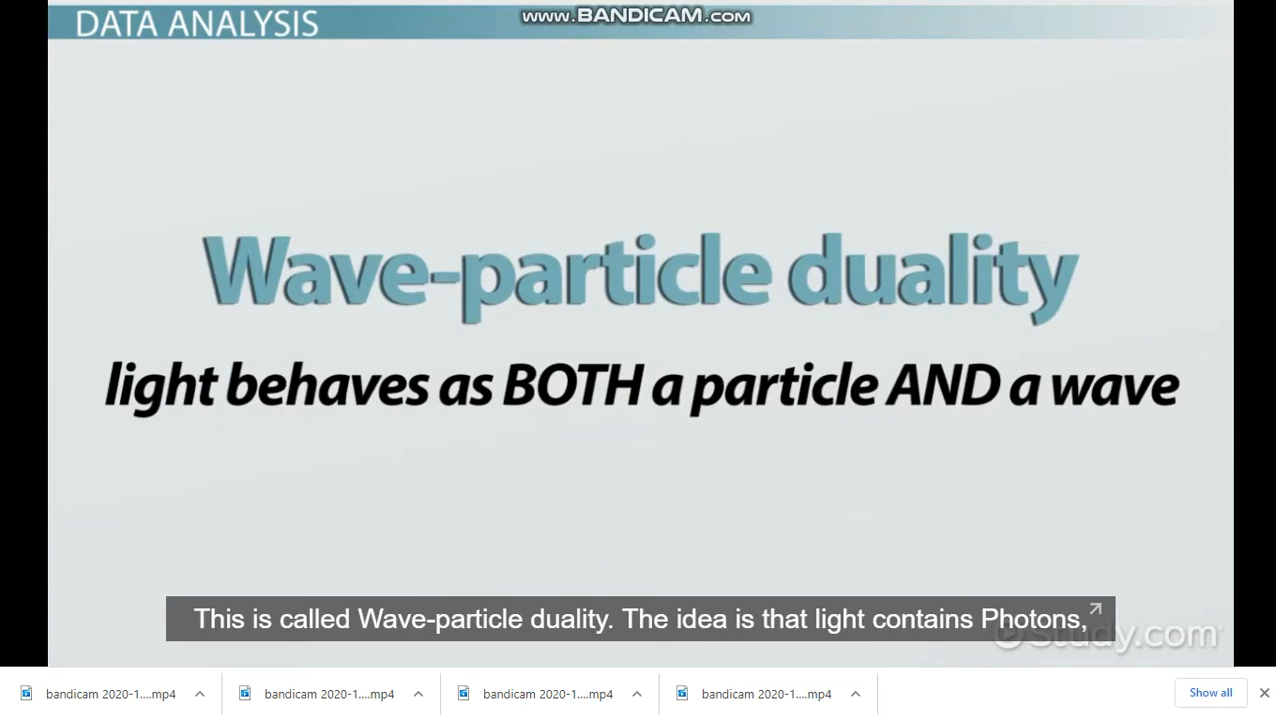 DATA ANALYSIS
WWW.BANDICAM.COM
Wave-particle duality
light behaves as BOTH a particle AND a wave
This is called Wave-particle duality. The idea is that light contains Photons,
Study.com
bandicam 2020-1....mp4
bandicam 2020-1....mp4
bandicam 2020-1....mp4
bandicam 2020-1....mp4
Show all